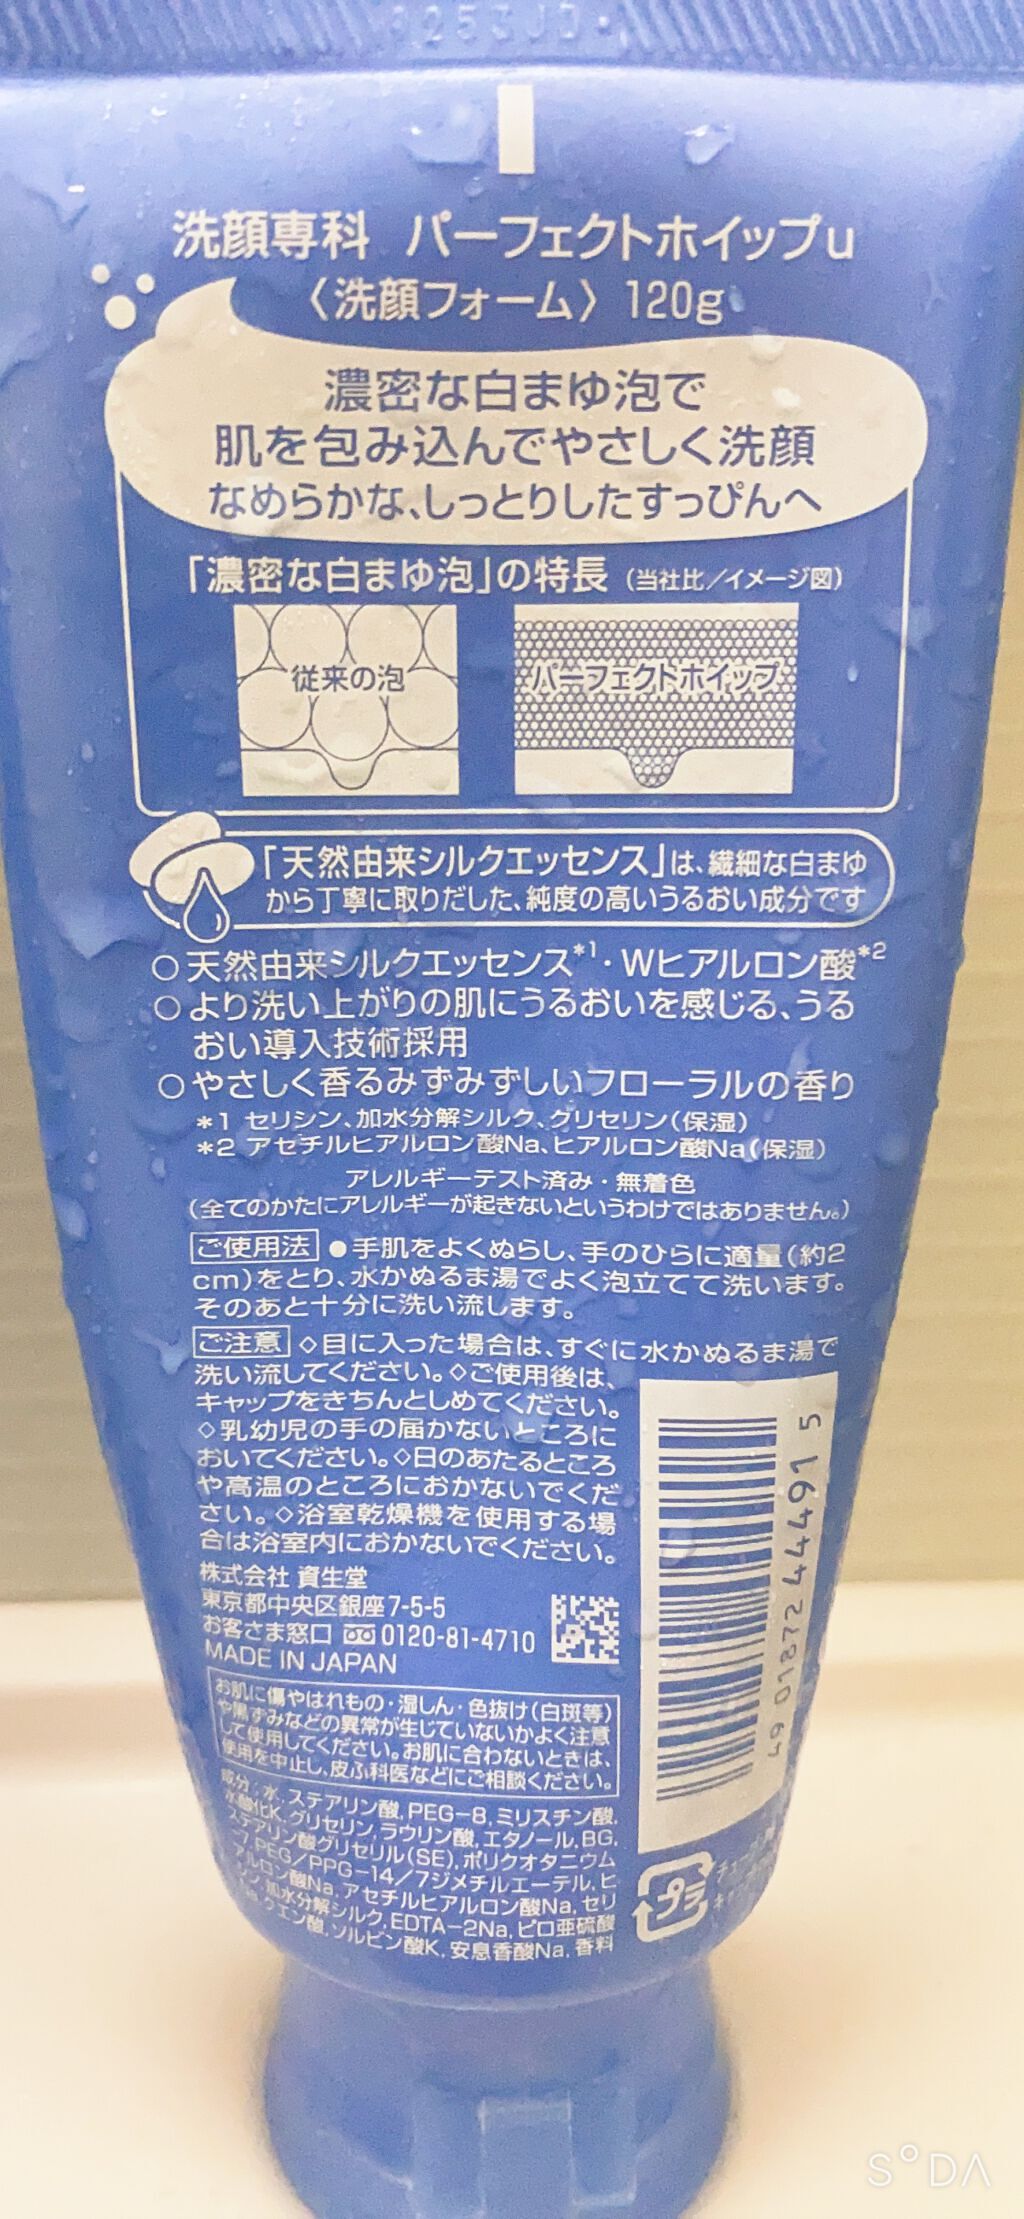 洗顔専科 パーフェクトホイップu
〈洗顔フォーム〉 120g
濃密な白まゆ泡で
肌を包み込んでやさしく洗顔
なめらかな、しっとりしたすっぴんへ
「濃密な白まゆ泡」の特長(当社比/イメージ図)
従来の泡
パーフェクトホイップ
「天然由来シルクエッセンス」は、繊細な白まゆ
から丁寧に取りだした、純度の高いうるおい成分です
○天然由来シルクエッセンス*1・Wヒアルロン酸*2
○より洗い上がりの肌にうるおいを感じる、うる
おい導入技術採用
○やさしく香るみずみずしいフローラルの香り
*1 セリシン、加水分解シルク、グリセリン(保湿)
*2 アセチルヒアルロン酸Na、ヒアルロン酸Na(保湿)
アレルギーテスト済み・無着色
(全てのかたにアレルギーが起きないというわけではありません。)
ご使用法 ●手肌をよくぬらし、手のひらに適量(約2
cm)をとり、水かぬるま湯でよく泡立てて洗います。
そのあと十分に洗い流します。
ご注意 ◇目に入った場合は、すぐに水かぬるま湯で
洗い流してください。◇ご使用後は、
キャップをきちんとしめてください。
◇乳幼児の手の届かないところに
おいてください。◇日のあたるところ
や高温のところにおかないでくだ
さい。◇浴室乾燥機を使用する場
合は浴室内におかないでください。
株式会社 資生堂
東京都中央区銀座7-5-5
お客さま窓口 0120-81-4710
MADE IN JAPAN
お肌に傷やはれもの・湿しん・色抜け(白斑等)
や黒ずみなどの異常が生じていないかよく注意
して使用してください。お肌に合わないときは、
使用を中止し、皮ふ科医などにご相談ください。
成分:水, ステアリン酸, PEG-8, ミリスチン酸,
水酸化K, グリセリン, ラウリン酸, エタノール, BG,
ステアリン酸グリセリル(SE), ポリクオタニウム
-7, PEG/PPG-14/7ジメチルエーテル, ヒ
アルロン酸Na, アセチルヒアルロン酸Na, セリ
シン, 加水分解シルク, EDTA-2Na, ピロ亜硫酸
Na, クエン酸, ソルビン酸K, 安息香酸Na, 香料
4901872444915
プラ
SODA